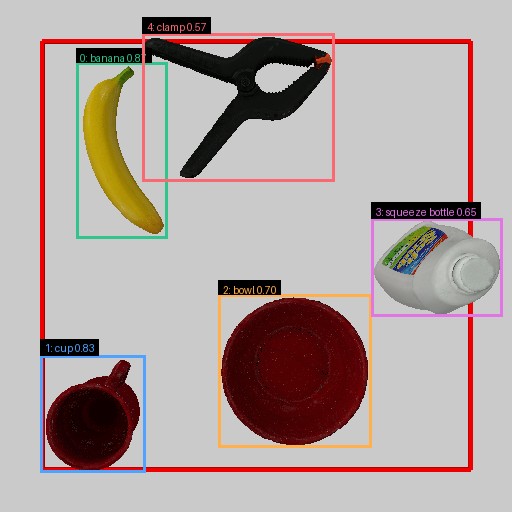 4: clamp 0.57
0: banana 0.8
3: squeeze bottle 0.65
2: bowl 0.70
1: cup 0.83